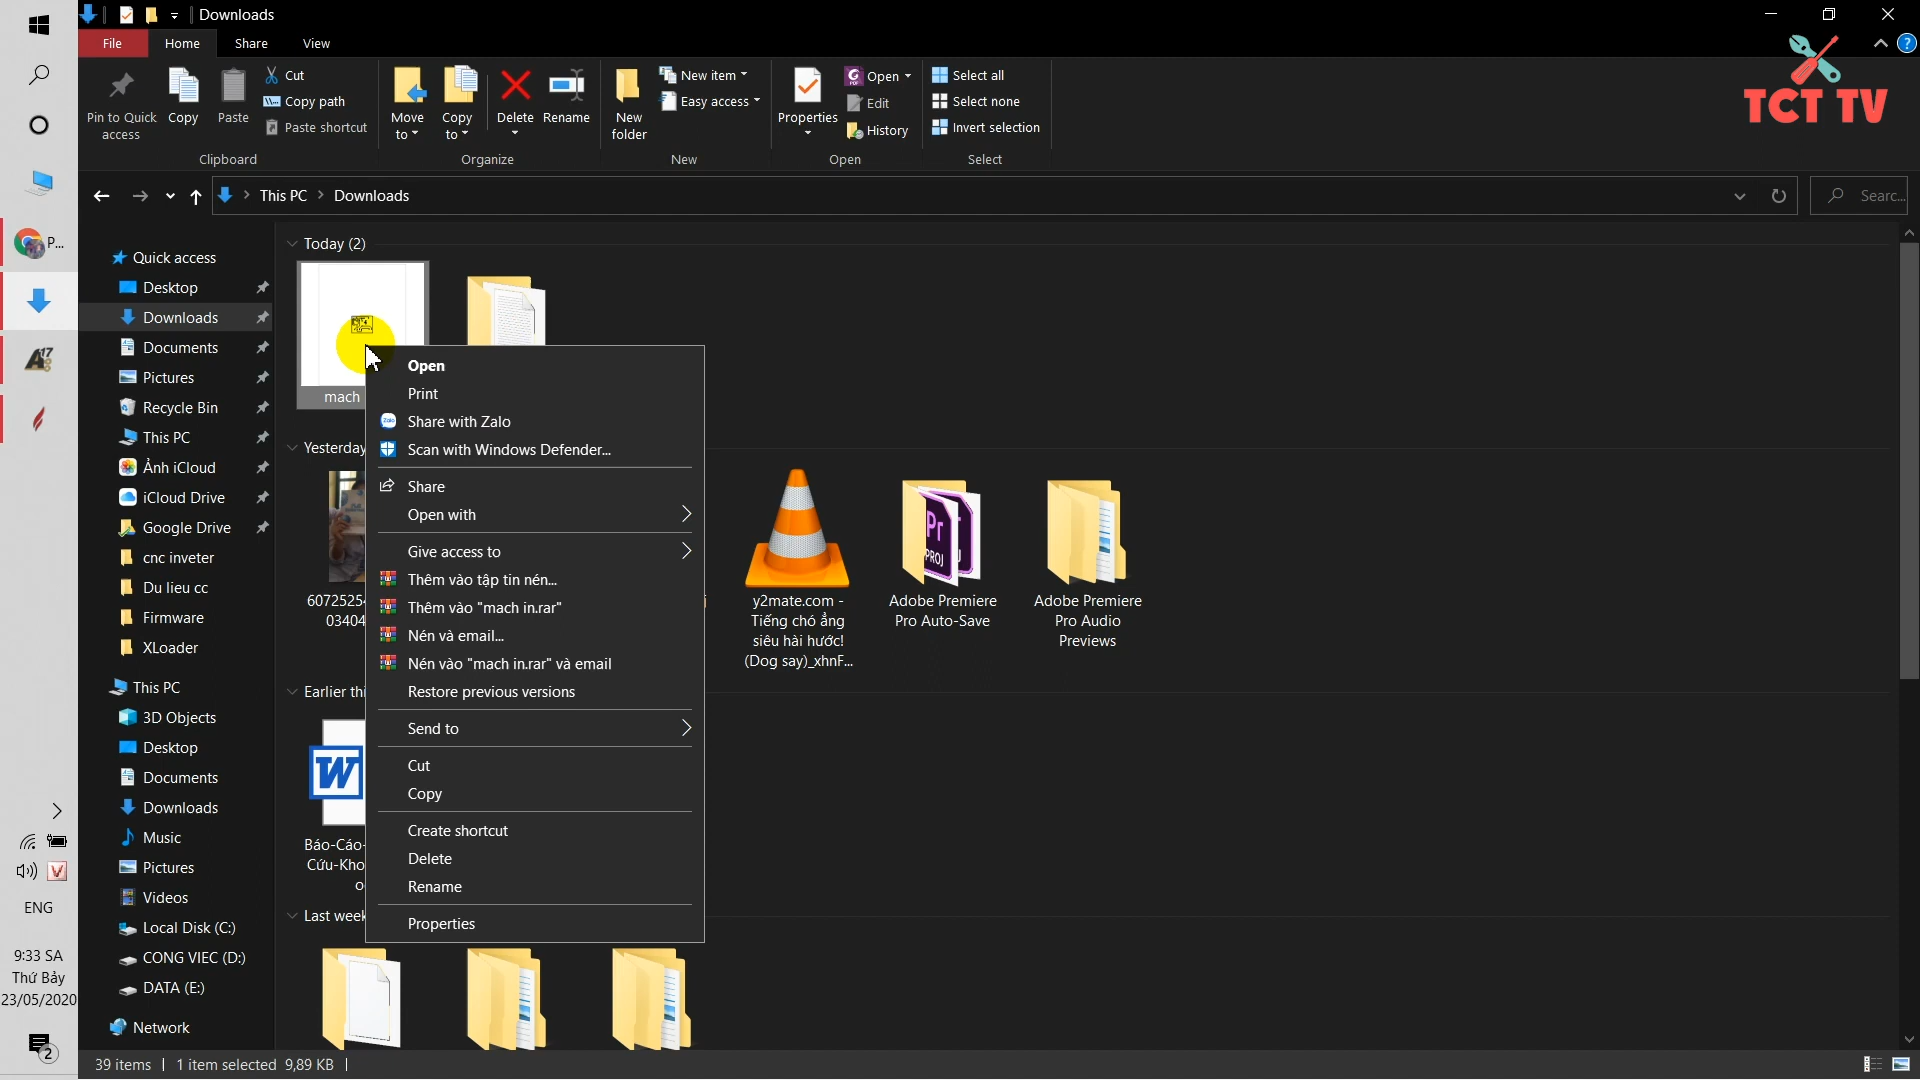 Downloads
File
Home
Share
View
Pin to Quick
access
Copy
Paste
Cut
Copy path
Paste shortcut
Clipboard
Move
to
Copy
to
Delete
Rename
Organize
New
folder
New item
Easy access
New
Properties
Open
Edit
History
Open
Select all
Select none
Invert selection
Select
TCT TV
This PC
Downloads
Searc...
P...
Quick access
Desktop
Downloads
Documents
Pictures
Recycle Bin
This PC
Ảnh iCloud
iCloud Drive
Google Drive
cnc inveter
Du lieu cc
Firmware
XLoader
This PC
3D Objects
Desktop
Documents
Downloads
Music
Pictures
Videos
Local Disk (C:)
CONG VIEC (D:)
DATA (E:)
Network
ENG
9:33 SA
Thứ Bảy
23/05/2020
2
Today (2)
mach
Open
Print
Share with Zalo
Scan with Windows Defender...
Share
Open with
Give access to
Thêm vào tập tin nén...
Thêm vào "mach in.rar"
Nén và email...
Nén vào "mach in.rar" và email
Restore previous versions
Send to
Cut
Copy
Create shortcut
Delete
Rename
Properties
Yesterday
6072525
03404
y2mate.com -
Tiếng chó ẳng
siêu hài hước!
(Dog say)_xhnF...
Adobe Premiere
Pro Auto-Save
Adobe Premiere
Pro Audio
Previews
Earlier thi
Báo-Cáo-
Cứu-Kho
Last week
39 items
1 item selected 9,89 KB